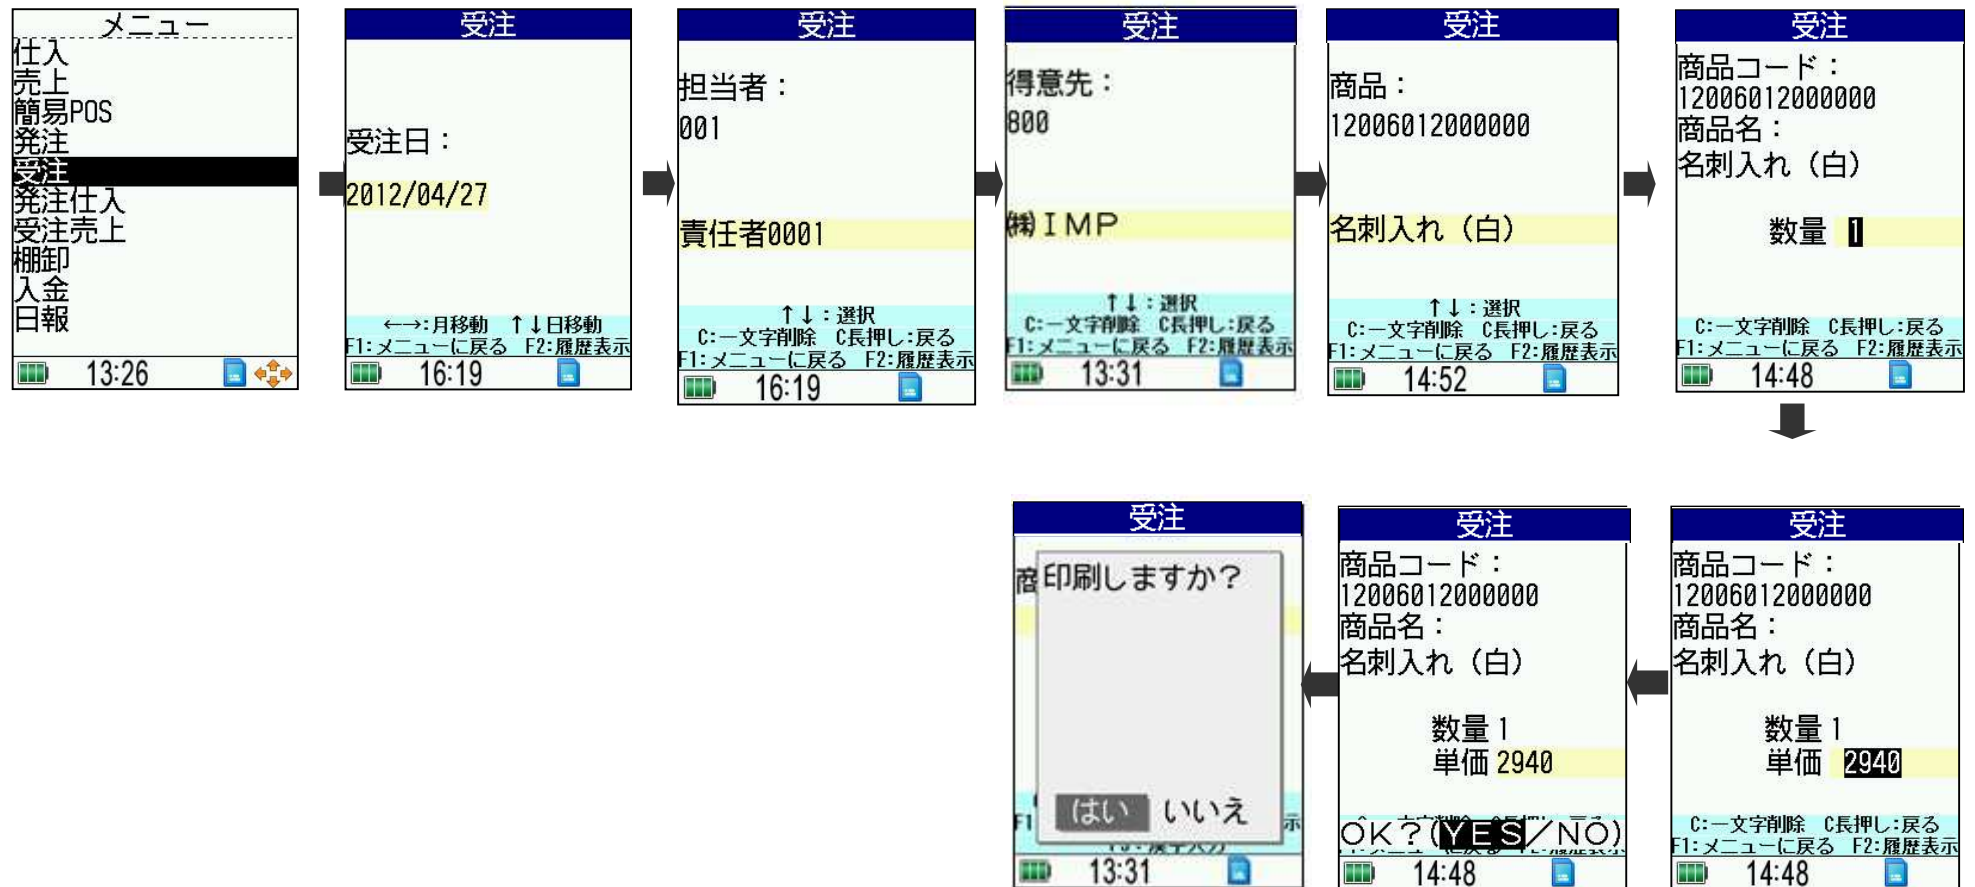 メニュー
仕入
売上
簡易POS
発注
受注
発注仕入
受注売上
棚卸
入金
日報
13:26
受注
受注日：
2012/04/27
←→:月移動 ↑↓日移動
F1:メニューに戻る F2:履歴表示
16:19
受注
担当者：
001
責任者0001
↑↓：選択
C:一文字削除 C長押し:戻る
F1:メニューに戻る F2:履歴表示
16:19
受注
得意先：
800
㈱ＩＭＰ
↑↓：選択
C:一文字削除 C長押し:戻る
F1:メニューに戻る F2:履歴表示
13:31
受注
商品：
12006012000000
名刺入れ（白）
↑↓：選択
C:一文字削除 C長押し:戻る
F1:メニューに戻る F2:履歴表示
14:52
受注
商品コード：
12006012000000
商品名：
名刺入れ（白）
数量 1
C:一文字削除 C長押し:戻る
F1:メニューに戻る F2:履歴表示
14:48
受注
商品コード：
12006012000000
商品名：
名刺入れ（白）
数量 1
単価 2940
C:一文字削除 C長押し:戻る
F1:メニューに戻る F2:履歴表示
14:48
受注
商品コード：
12006012000000
商品名：
名刺入れ（白）
数量 1
単価 2940
ＯＫ？(ＹＥＳ／ＮＯ)
14:48
受注
商
印刷しますか？
はい いいえ
F1
示
13:31